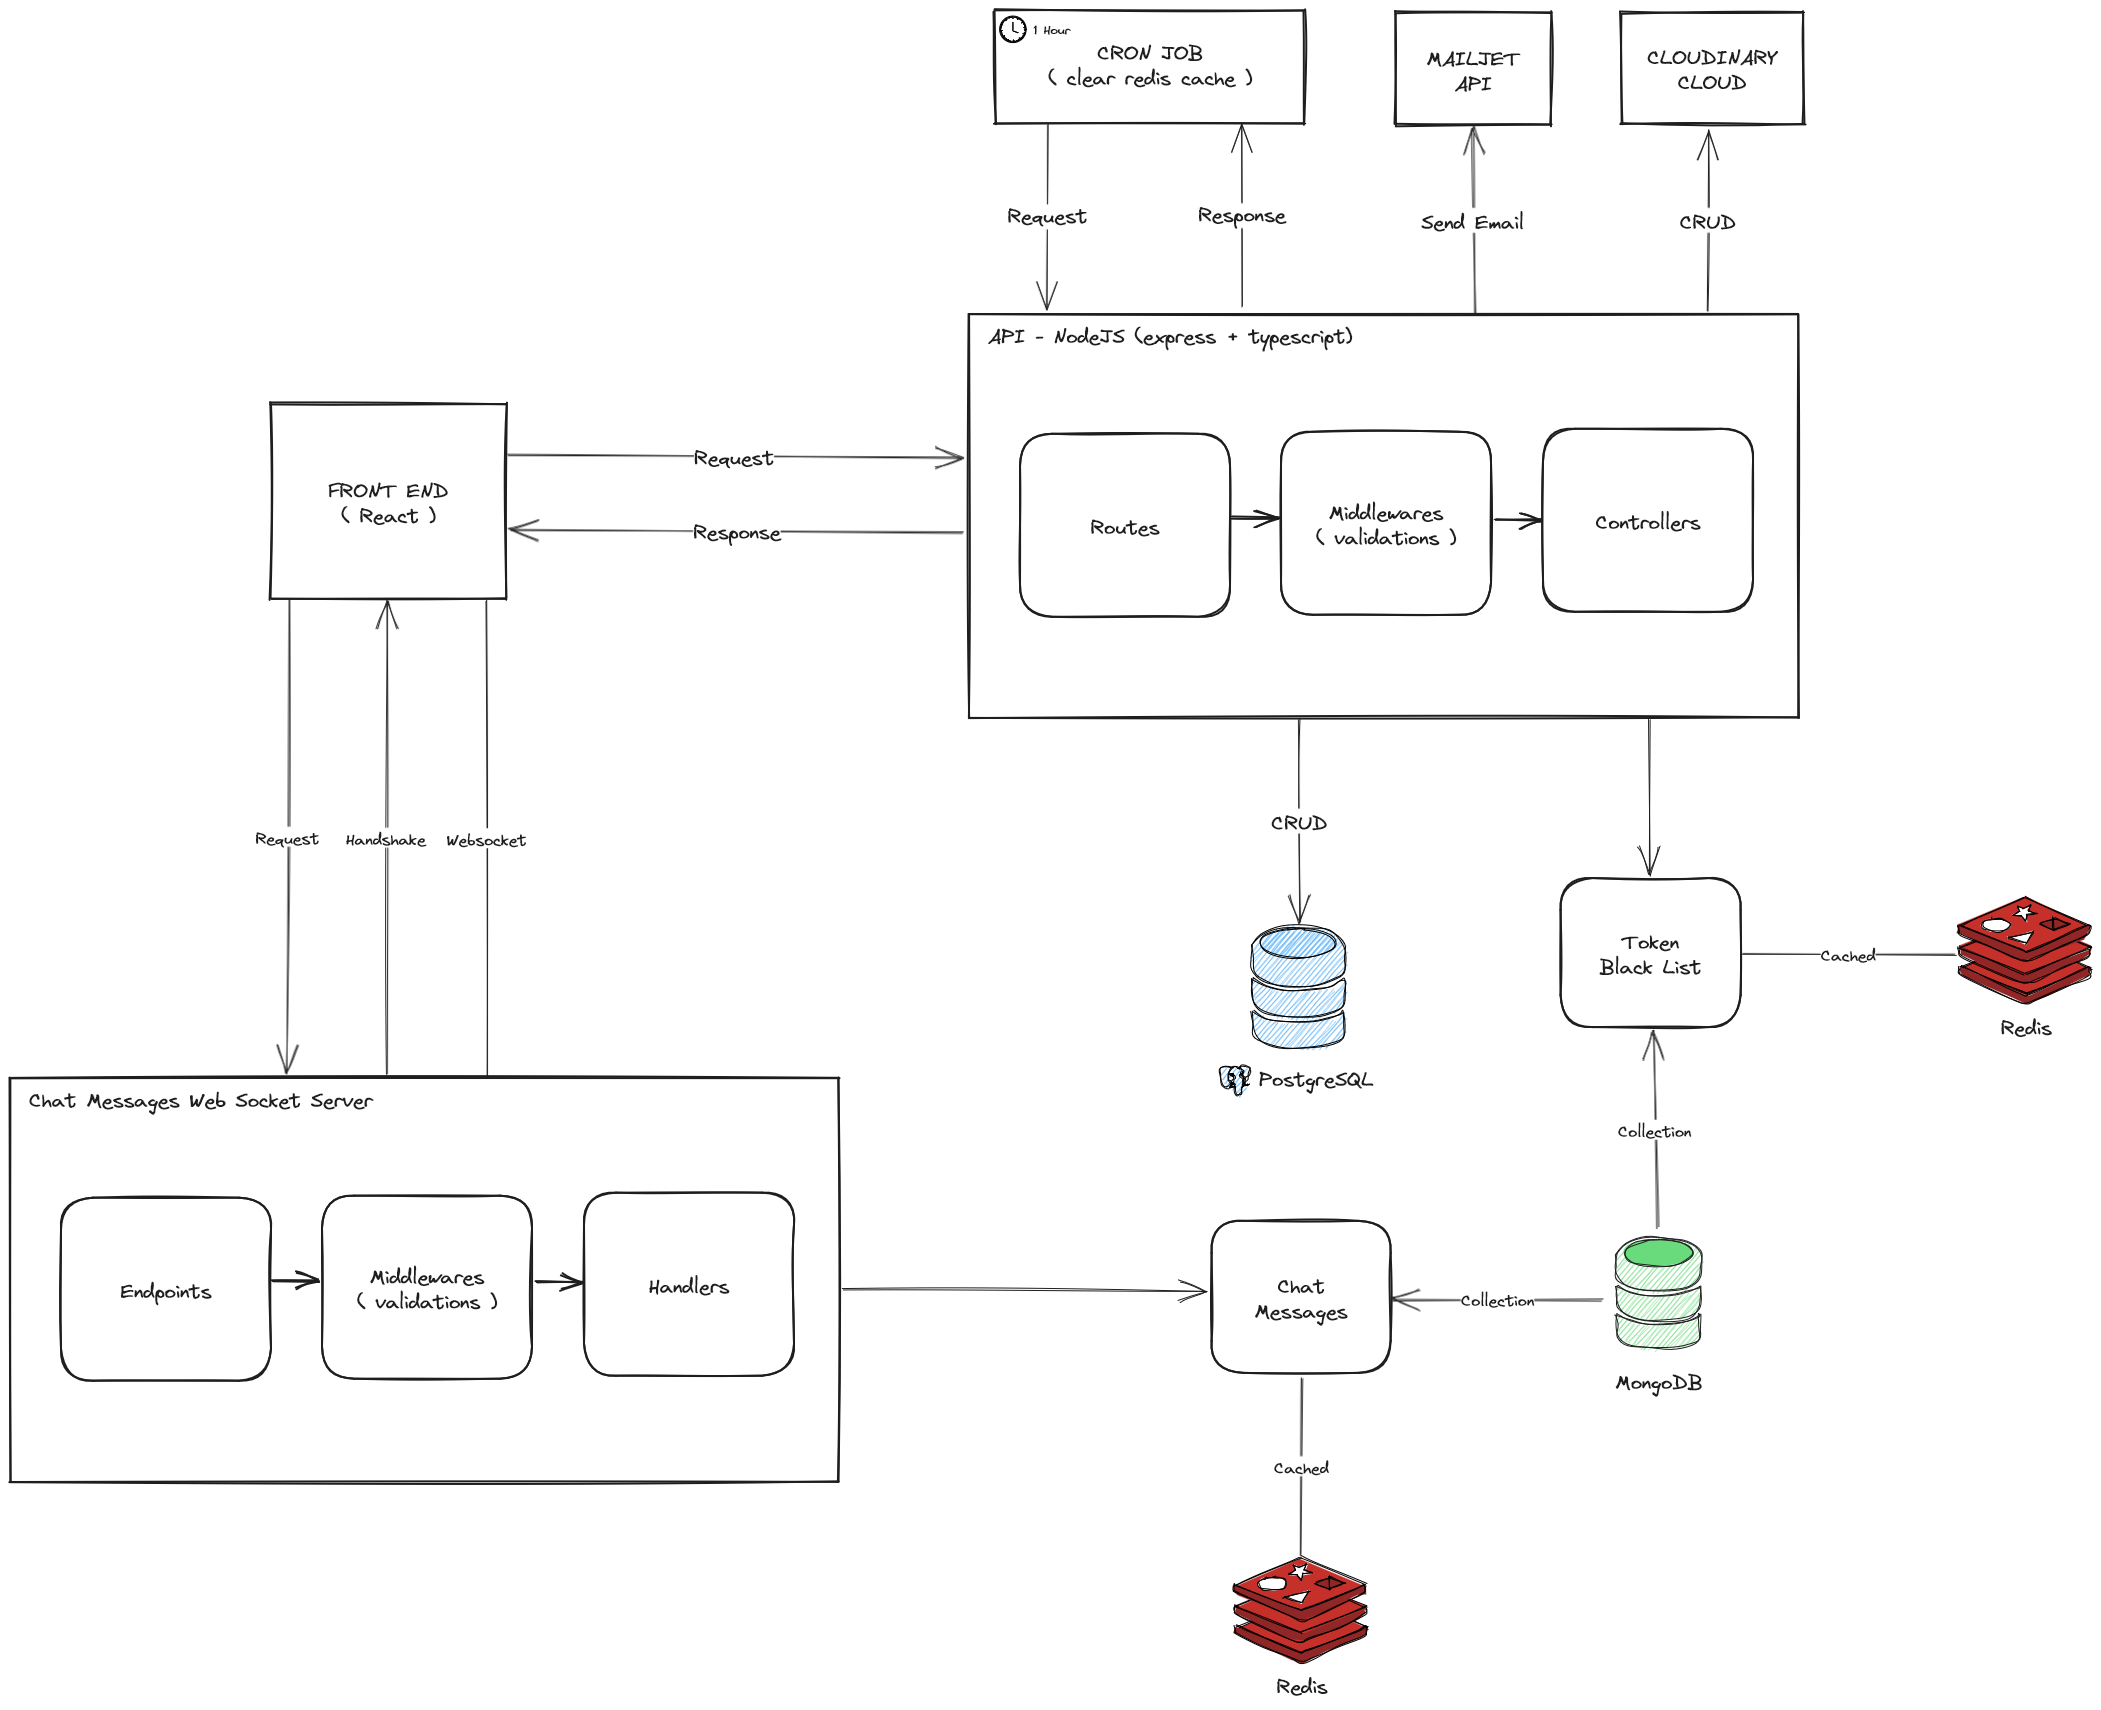 1 Hour
CRON JOB
( clear redis cache )
MAILJET
API
CLOUDINARY
CLOUD
Request
Response
Send Email
CRUD
API - NodeJS (express + typescript)
FRONT END
( React )
Request
Response
Routes
Middlewares
( validations )
Controllers
Request
Handshake
Websocket
CRUD
Token
Black List
Cached
Redis
PostgreSQL
Collection
Chat Messages Web Socket Server
Endpoints
Middlewares
( validations )
Handlers
Chat
Messages
Collection
MongoDB
Cached
Redis